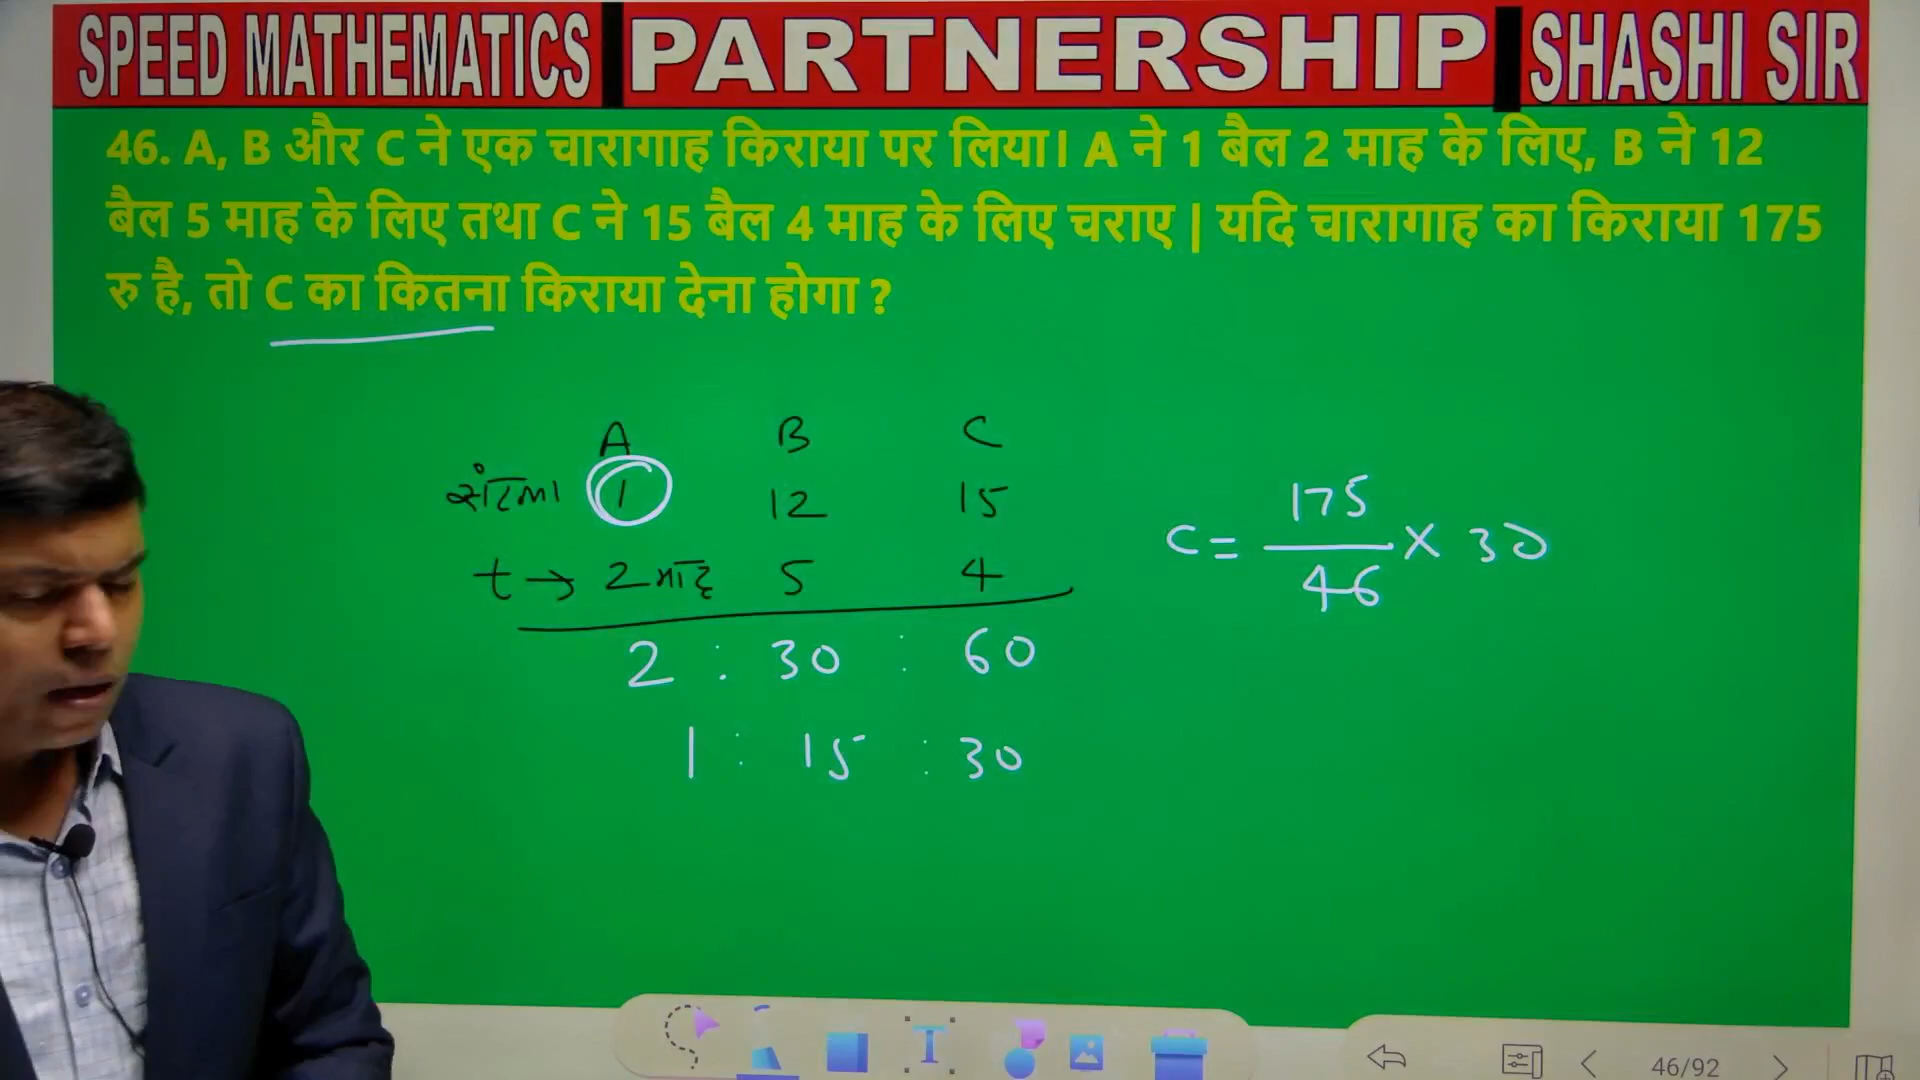 SPEED MATHEMATICS PARTNERSHIP SHASHI SIR
46. A, B और C ने एक चारागाह किराया पर लिया। A ने 1 बैल 2 माह के लिए, B ने 12
बैल 5 माह के लिए तथा C ने 15 बैल 4 माह के लिए चराए | यदि चारागाह का किराया 175
रु है, तो C का कितना किराया देना होगा ?
A B C
1 12 15
t → 2 माह 5 4
2 : 30 : 60
1 : 15 : 30
C = 175/46 × 30
46/92